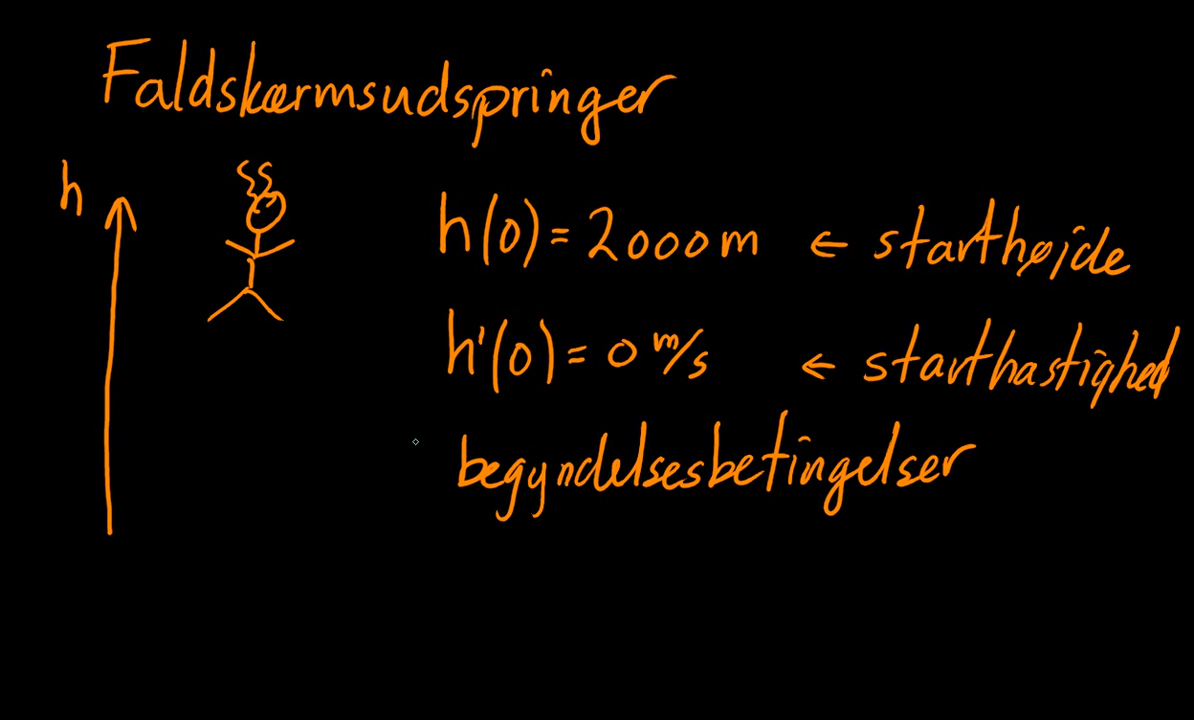 Faldskærmsudspringer
h
h(0) = 2000 m ← starthøjde
h'(0) = 0 m/s ← starthastighed
begyndelsesbetingelser